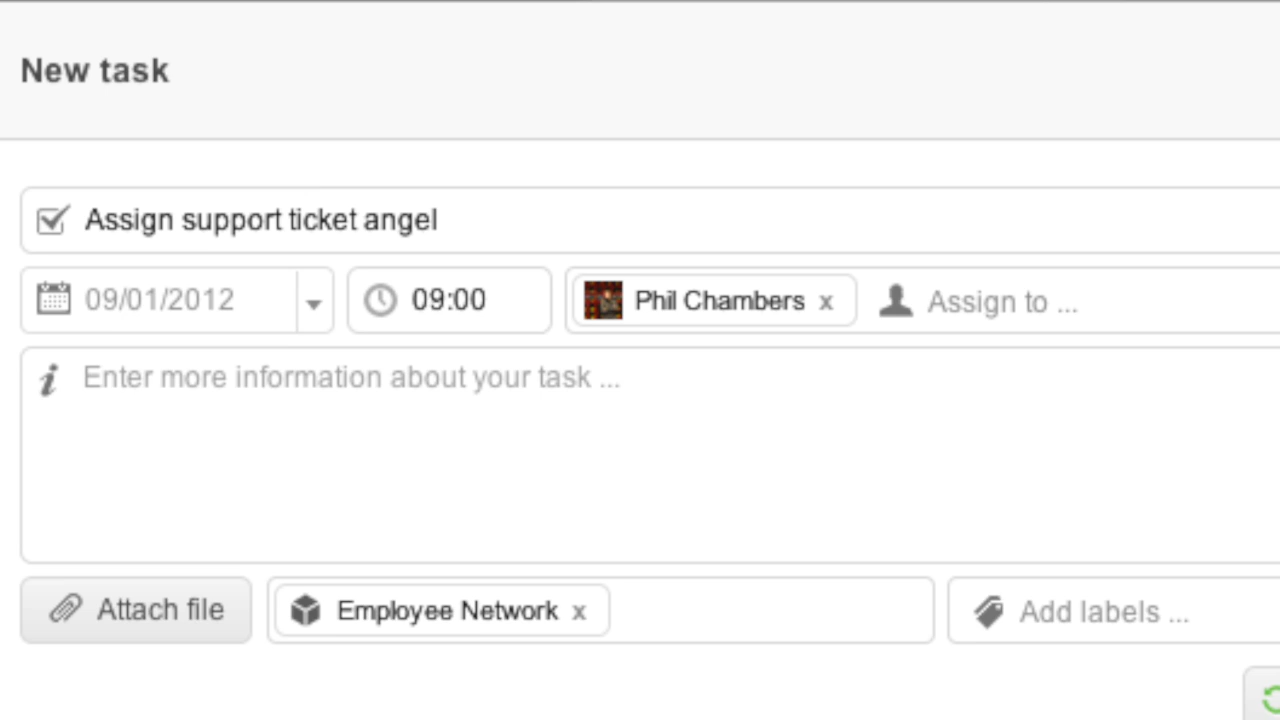 New task
Assign support ticket angel
09/01/2012 09:00 Phil Chambers x Assign to ...
Enter more information about your task ...
Attach file Employee Network x Add labels ...